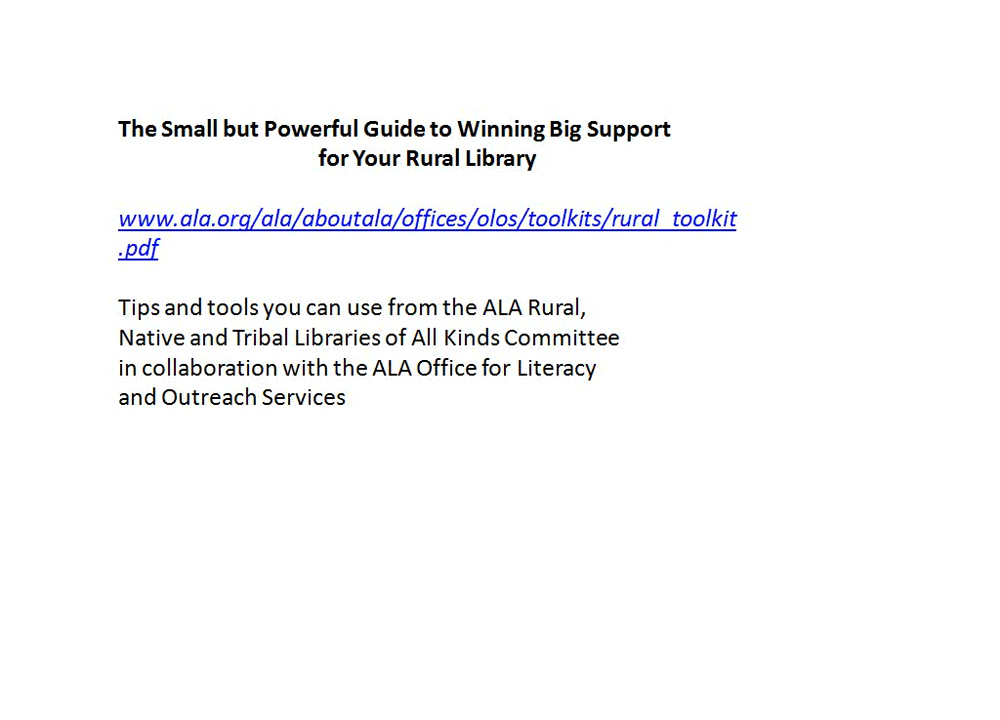 The Small but Powerful Guide to Winning Big Support
for Your Rural Library
www.ala.org/ala/aboutala/offices/olos/toolkits/rural_toolkit
.pdf
Tips and tools you can use from the ALA Rural,
Native and Tribal Libraries of All Kinds Committee
in collaboration with the ALA Office for Literacy
and Outreach Services